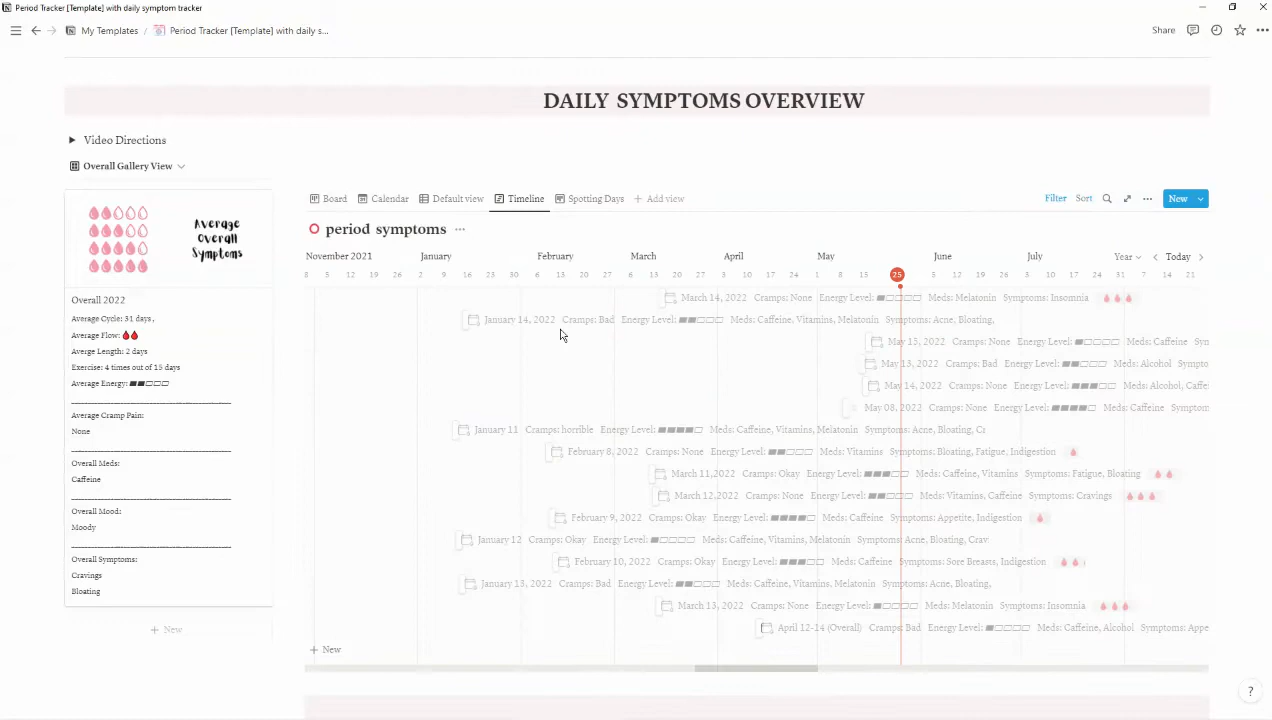 Period Tracker [Template] with daily symptom tracker
My Templates / Period Tracker [Template] with daily s...
Share
DAILY SYMPTOMS OVERVIEW
Video Directions
Overall Gallery View
Average
Overall
Symptoms
Overall 2022
Average Cycle: 31 days .
Average Flow:
Averge Length: 2 days
Exercise: 4 times out of 15 days
Average Energy:
Average Cramp Pain:
None
Overall Meds:
Caffeine
Overall Mood:
Moody
Overall Symptoms:
Cravings
Bloating
+ New
Board Calendar Default view Timeline Spotting Days + Add view
Filter Sort New
period symptoms ...
November 2021 January February March April May June July Year Today
8 5 12 19 26 2 9 16 23 30 6 13 20 27 6 13 20 27 3 10 17 24 1 8 15 25 5 12 19 26 3 10 17 24 31 7 14 21
March 14, 2022 Cramps: None Energy Level: Meds: Melatonin Symptoms: Insomnia
January 14, 2022 Cramps: Bad Energy Level: Meds: Caffeine, Vitamins, Melatonin Symptoms: Acne, Bloating,
May 15, 2022 Cramps: None Energy Level: Meds: Caffeine Syn
May 13, 2022 Cramps: Bad Energy Level: Meds: Alcohol Sympto
May 14, 2022 Cramps: None Energy Level: Meds: Alcohol, Caffe
May 08, 2022 Cramps: None Energy Level: Meds: Caffeine Symptom
January 11 Cramps: horrible Energy Level: Meds: Caffeine, Vitamins, Melatonin Symptoms: Acne, Bloating, Cr
February 8, 2022 Cramps: None Energy Level: Meds: Vitamins Symptoms: Bloating, Fatigue, Indigestion
March 11,2022 Cramps: Okay Energy Level: Meds: Caffeine, Vitamins Symptoms: Fatigue, Bloating
March 12,2022 Cramps: None Energy Level: Meds: Vitamins, Caffeine Symptoms: Cravings
February 9, 2022 Cramps: Okay Energy Level: Meds: Caffeine Symptoms: Appetite, Indigestion
January 12 Cramps: Okay Energy Level: Meds: Caffeine, Vitamins, Melatonin Symptoms: Acne, Bloating, Crav
February 10, 2022 Cramps: Okay Energy Level: Meds: Caffeine Symptoms: Sore Breasts, Indigestion
January 13, 2022 Cramps: Bad Energy Level: Meds: Caffeine, Vitamins, Melatonin Symptoms: Acne, Bloating,
March 13, 2022 Cramps: None Energy Level: Meds: Melatonin Symptoms: Insomnia
April 12-14 (Overall) Cramps: Bad Energy Level: Meds: Caffeine, Alcohol Symptoms: Appe
+ New
?